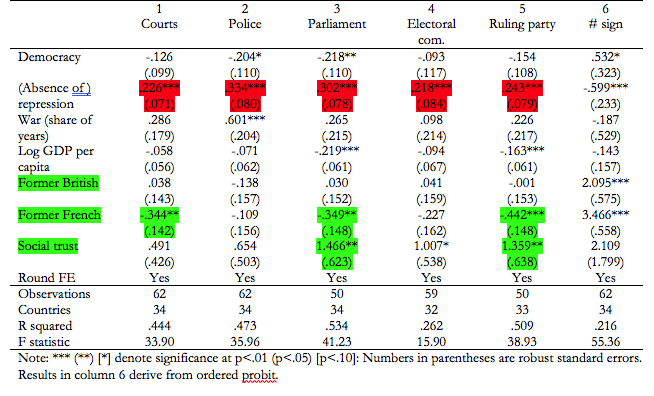 1 2 3 4 5 6
Courts Police Parliament Electoral com. Ruling party # sign
Democracy -.126 -.204* -.218** -.093 -.154 .532*
(.099) (.110) (.110) (.117) (.108) (.323)
(Absence of ) .226*** .334*** .302*** .218*** .243*** -.599***
repression (.071) (.080) (.078) (.084) (.079) (.233)
War (share of .286 .601*** .265 .098 .226 -.187
years) (.179) (.204) (.215) (.214) (.217) (.529)
Log GDP per -.058 -.071 -.219*** -.094 -.163*** -.143
capita (.056) (.062) (.061) (.067) (.061) (.157)
Former British .038 -.138 .030 .041 -.001 2.095***
(.143) (.157) (.152) (.159) (.153) (.575)
Former French -.344** -.109 -.349** -.227 -.442*** 3.466***
(.142) (.156) (.148) (.162) (.148) (.558)
Social trust .491 .654 1.466** 1.007* 1.359** 2.109
(.426) (.503) (.623) (.538) (.638) (1.799)
Round FE Yes Yes Yes Yes Yes Yes
Observations 62 62 50 59 50 62
Countries 34 34 34 32 33 34
R squared .444 .473 .534 .262 .509 .216
F statistic 33.90 35.96 41.23 15.90 38.93 55.36
Note: *** (**) [*] denote significance at p<.01 (p<.05) [p<.10]: Numbers in parentheses are robust standard errors.
Results in column 6 derive from ordered probit.